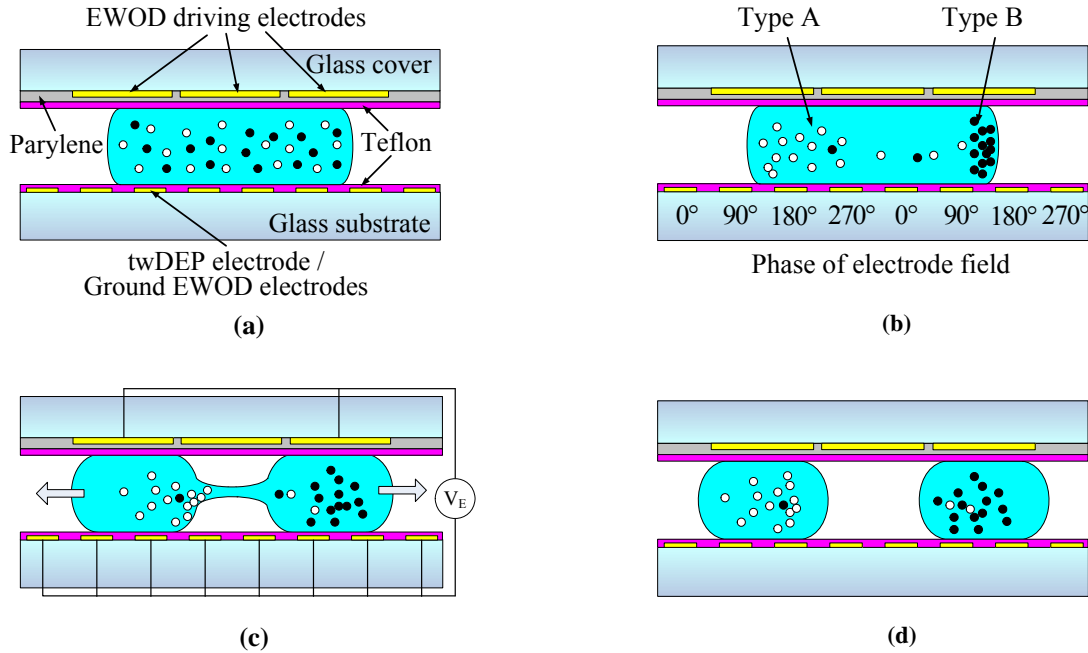 EWOD driving electrodes
Glass cover
Parylene
Teflon
Glass substrate
twDEP electrode /
Ground EWOD electrodes
(a)
Type A
Type B
0° 90° 180° 270° 0° 90° 180° 270°
Phase of electrode field
(b)
V_E
(c)
(d)